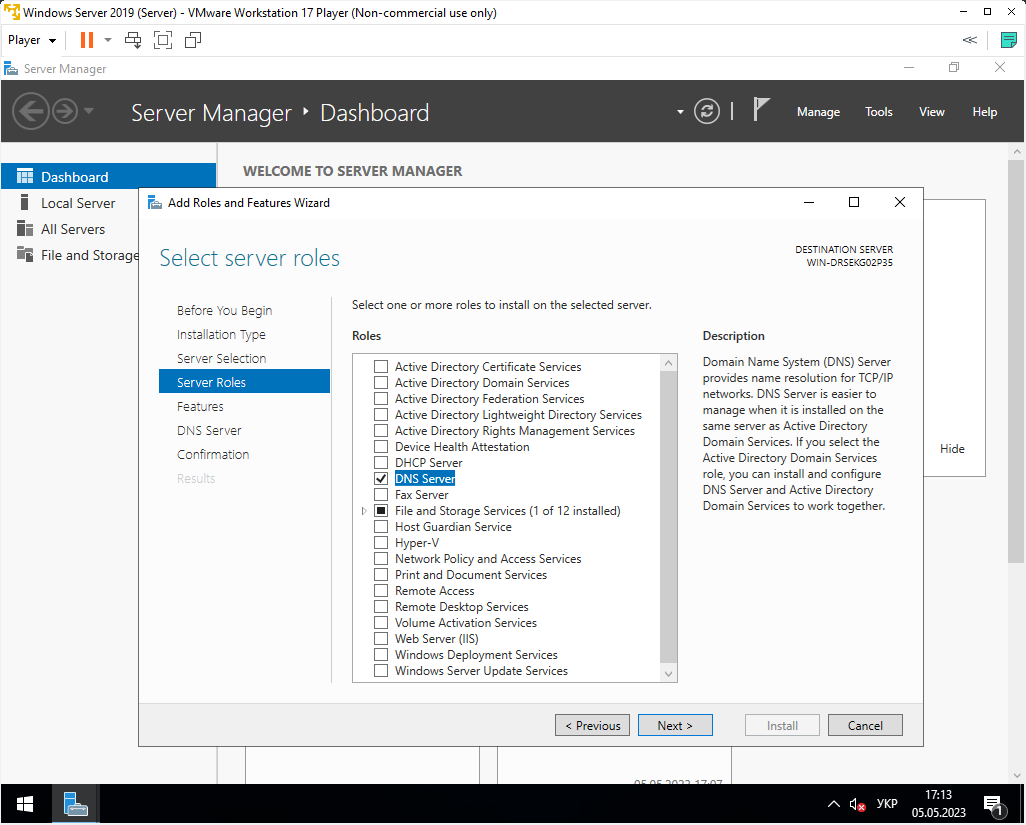 Windows Server 2019 (Server) - VMware Workstation 17 Player (Non-commercial use only)
Player
Server Manager
Server Manager Dashboard
Manage Tools View Help
WELCOME TO SERVER MANAGER
Dashboard
Local Server
All Servers
File and Storage
Add Roles and Features Wizard
Select server roles
DESTINATION SERVER
WIN-DRSEKG02P35
Before You Begin
Installation Type
Server Selection
Server Roles
Features
DNS Server
Confirmation
Results
Select one or more roles to install on the selected server.
Roles
Active Directory Certificate Services
Active Directory Domain Services
Active Directory Federation Services
Active Directory Lightweight Directory Services
Active Directory Rights Management Services
Device Health Attestation
DHCP Server
DNS Server
Fax Server
File and Storage Services (1 of 12 installed)
Host Guardian Service
Hyper-V
Network Policy and Access Services
Print and Document Services
Remote Access
Remote Desktop Services
Volume Activation Services
Web Server (IIS)
Windows Deployment Services
Windows Server Update Services
Description
Domain Name System (DNS) Server
provides name resolution for TCP/IP
networks. DNS Server is easier to
manage when it is installed on the
same server as Active Directory
Domain Services. If you select the
Active Directory Domain Services
role, you can install and configure
DNS Server and Active Directory
Domain Services to work together.
Hide
< Previous
Next >
Install
Cancel
УКР
17:13
05.05.2023
1